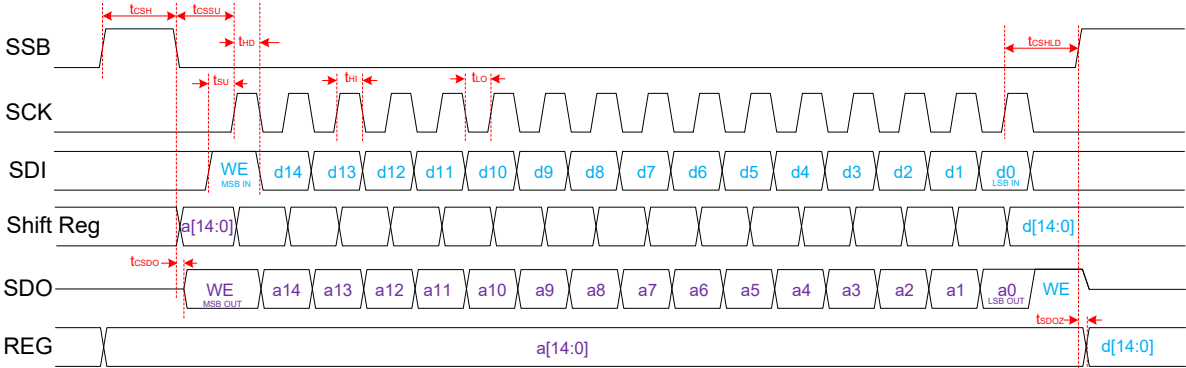 tCSH tCSSU
SSB tHD tCSHLD
tSU tHI tLO
SCK
SDI WE d14 d13 d12 d11 d10 d9 d8 d7 d6 d5 d4 d3 d2 d1 d0
MSB IN LSB IN
Shift Reg a[14:0] d[14:0]
tCSDO
SDO WE a14 a13 a12 a11 a10 a9 a8 a7 a6 a5 a4 a3 a2 a1 a0 WE
MSB OUT LSB OUT
tSDOZ
REG a[14:0] d[14:0]